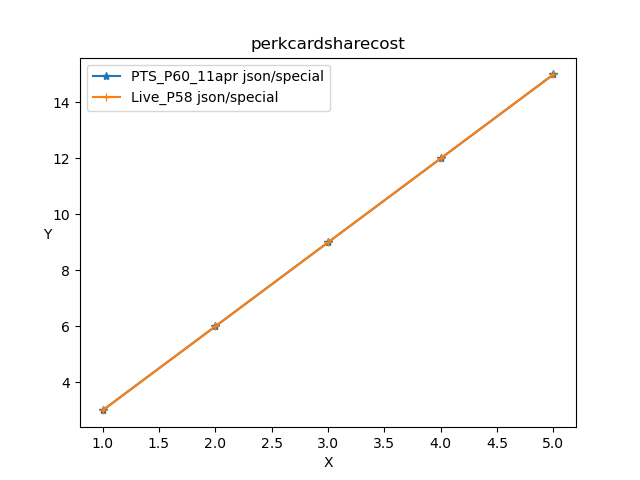 perkcardsharecost
PTS_P60_11apr json/special
Live_P58 json/special
14
12
10
8
6
4
Y
1.0 1.5 2.0 2.5 3.0 3.5 4.0 4.5 5.0
X